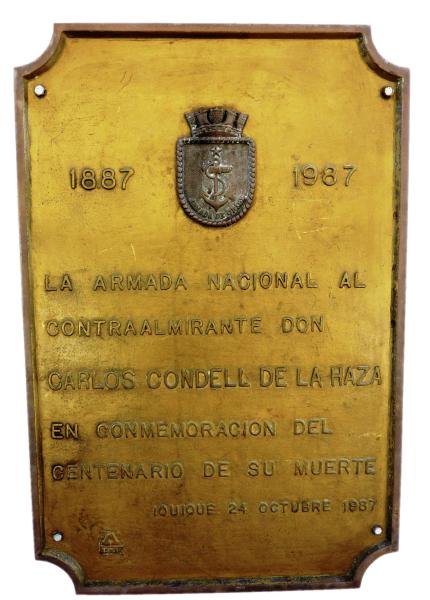 1887 1987
LA ARMADA NACIONAL AL
CONTRAALMIRANTE DON
CARLOS CONDELL DE LA HAZA
EN CONMEMORACION DEL
CENTENARIO DE SU MUERTE
IQUIQUE 24 OCTUBRE 1987